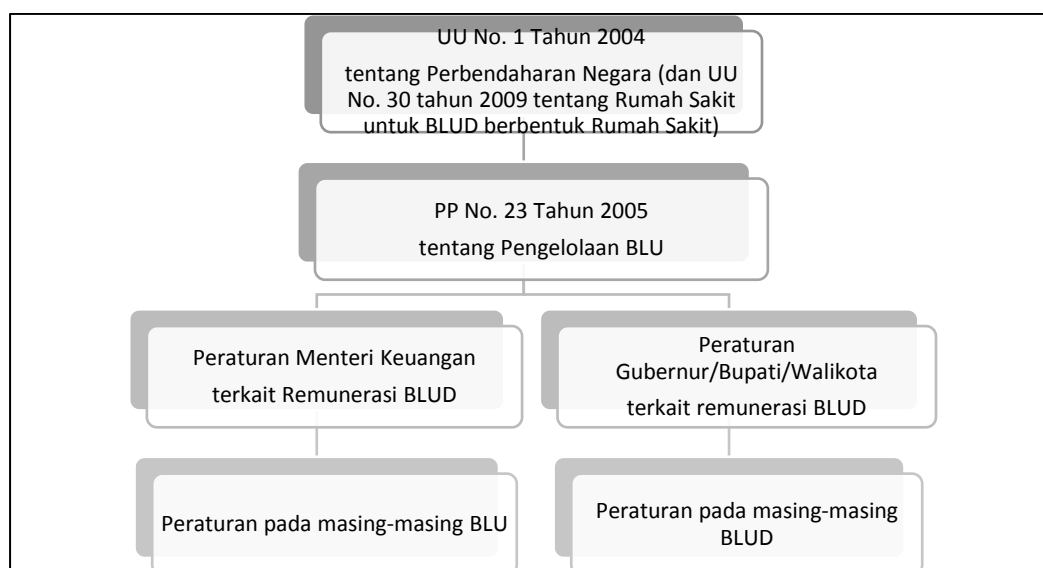 UU No. 1 Tahun 2004
tentang Perbendaharan Negara (dan UU
No. 30 tahun 2009 tentang Rumah Sakit
untuk BLUD berbentuk Rumah Sakit)
PP No. 23 Tahun 2005
tentang Pengelolaan BLU
Peraturan Menteri Keuangan
terkait Remunerasi BLUD
Peraturan
Gubernur/Bupati/Walikota
terkait remunerasi BLUD
Peraturan pada masing-masing BLU
Peraturan pada masing-masing
BLUD